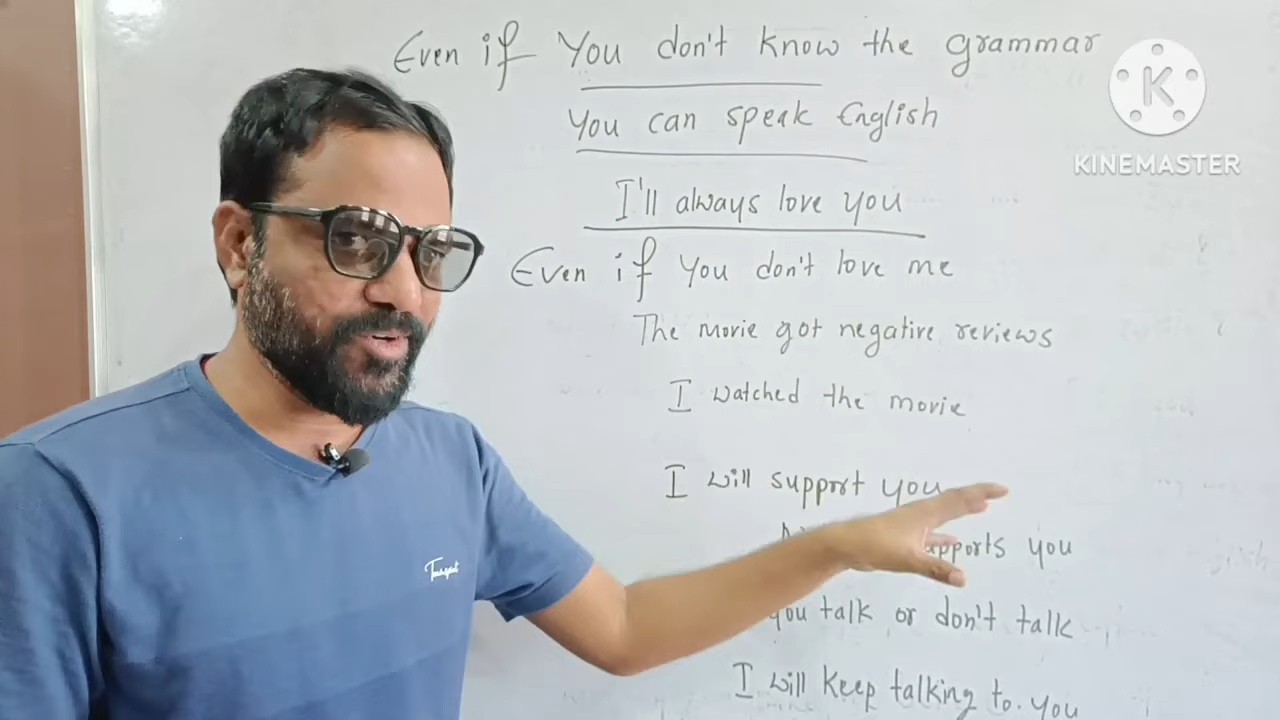 Even if You don't know the grammar
You can speak English
I'll always love you
Even if You don't love me
The movie got negative reviews
I watched the movie
I will support you
you
you talk or don't talk
I will keep talking to you
K
KINEMASTER